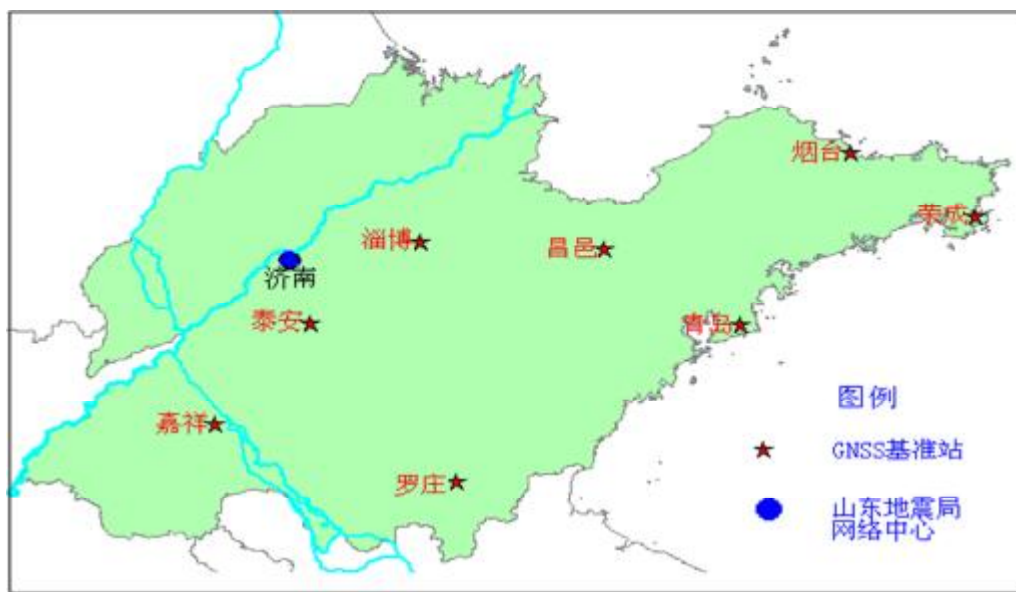 烟台
荣成
淄博
昌邑
济南
泰安
青岛
图例
嘉祥
GNSS基准站
罗庄
山东地震局
网络中心